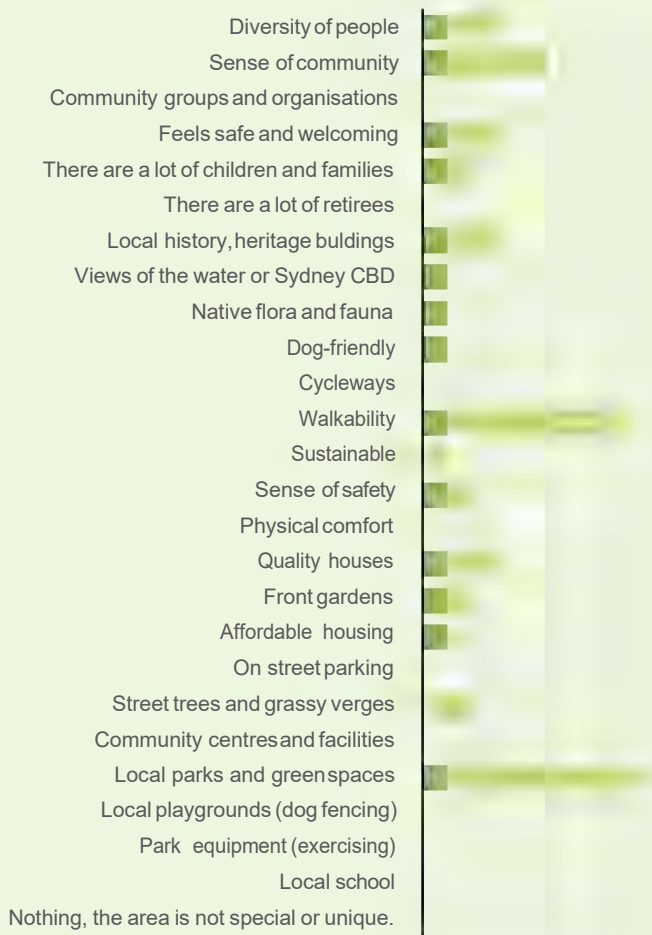 Diversity of people
Sense of community
Community groups and organisations
Feels safe and welcoming
There are a lot of children and families
There are a lot of retirees
Local history, heritage buldings
Views of the water or Sydney CBD
Native flora and fauna
Dog-friendly
Cycleways
Walkability
Sustainable
Sense of safety
Physical comfort
Quality houses
Front gardens
Affordable housing
On street parking
Street trees and grassy verges
Community centres and facilities
Local parks and green spaces
Local playgrounds (dog fencing)
Park equipment (exercising)
Local school
Nothing, the area is not special or unique.